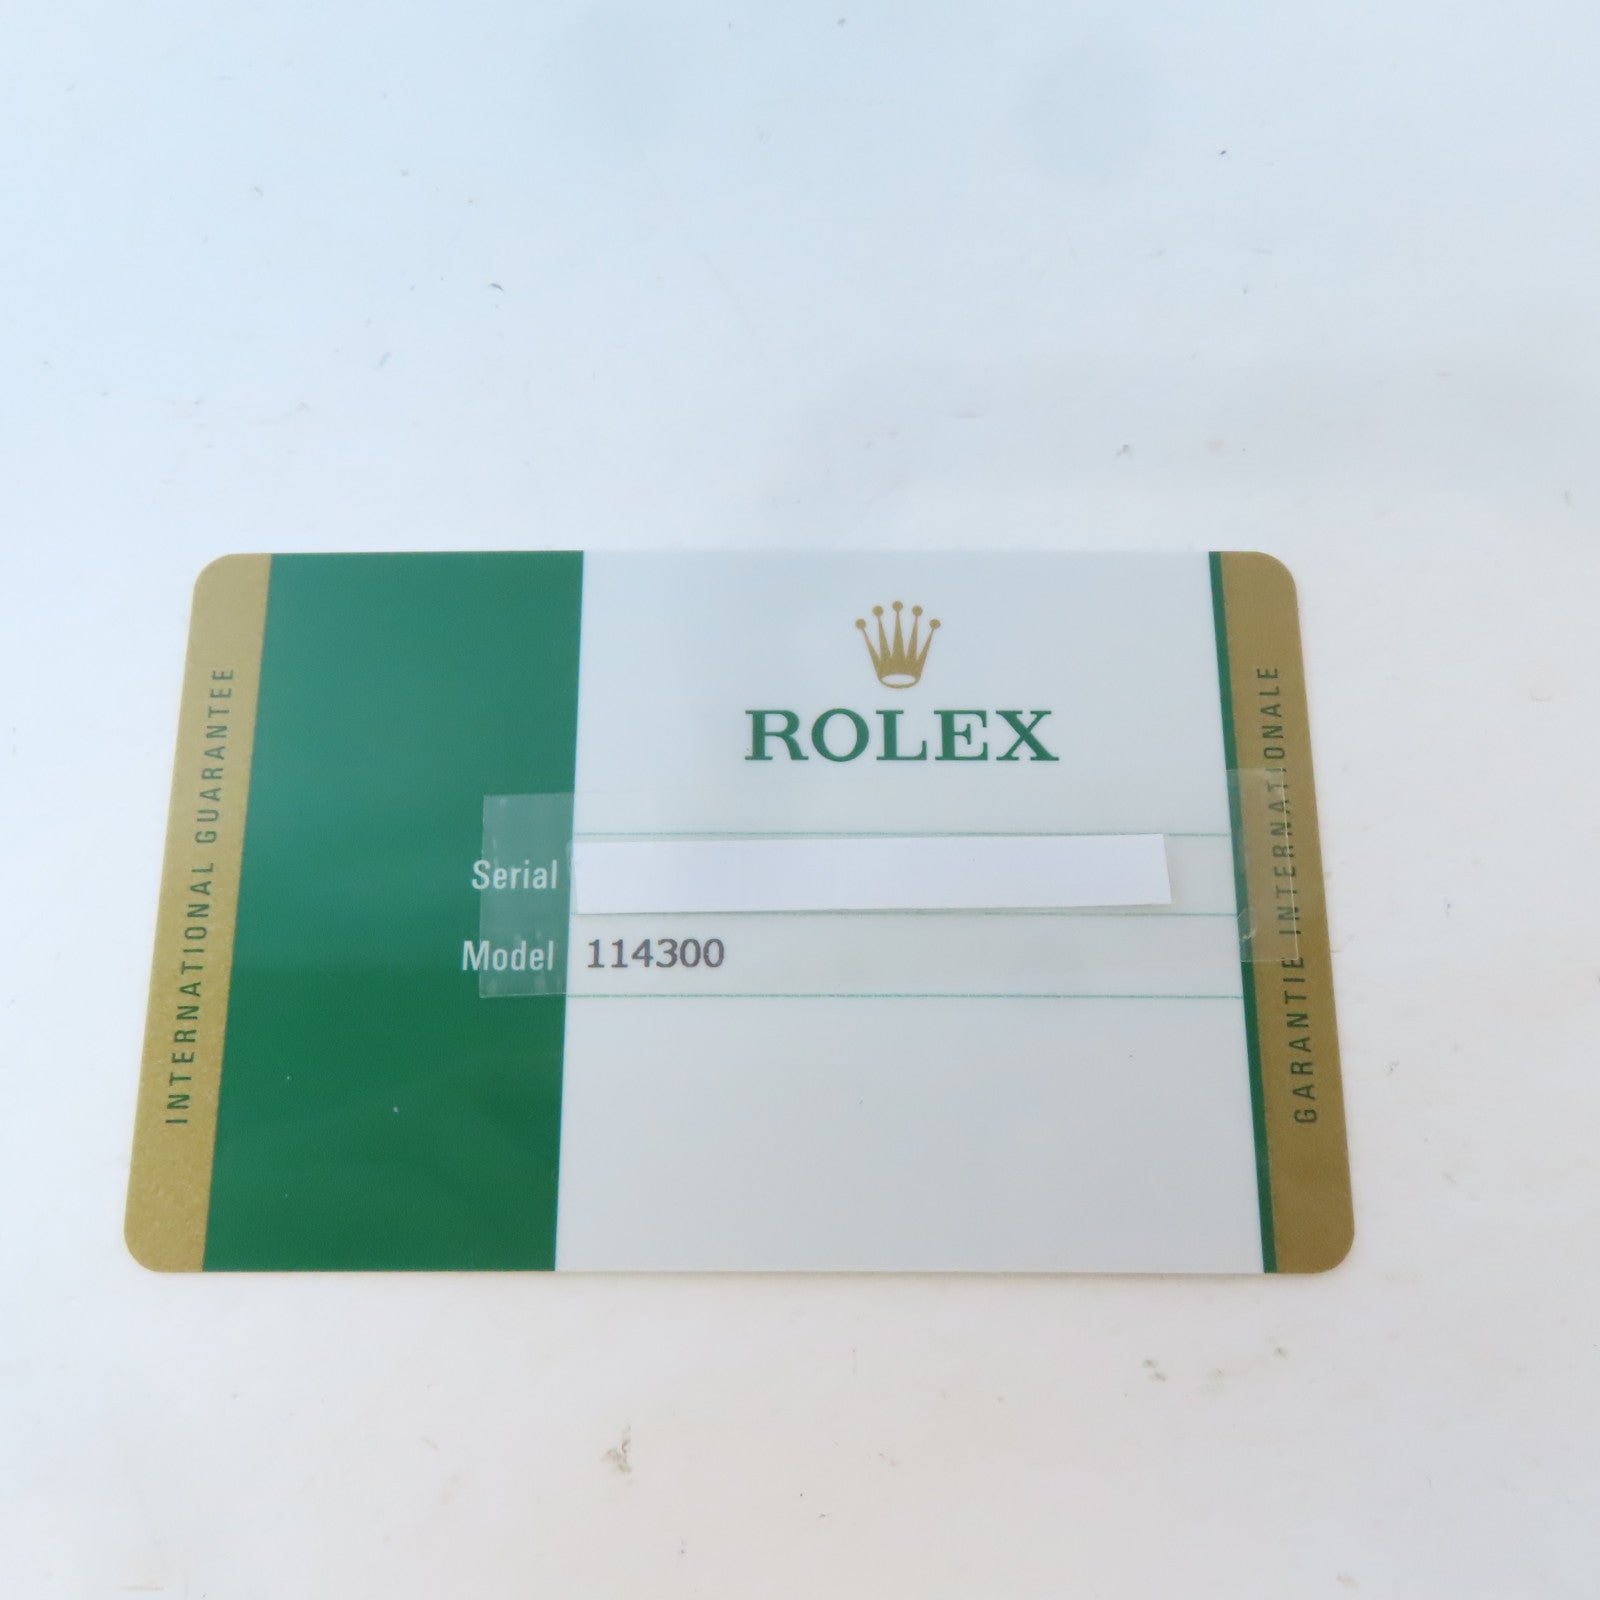 INTERNATIONAL GUARANTEE
ROLEX
Serial
Model 114300
GARANTIE INTERNATIONALE